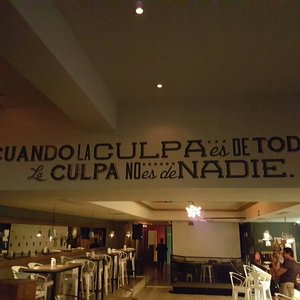 CUANDO LA CULPA es DE TOD
La CULPA NO es de NADIE.